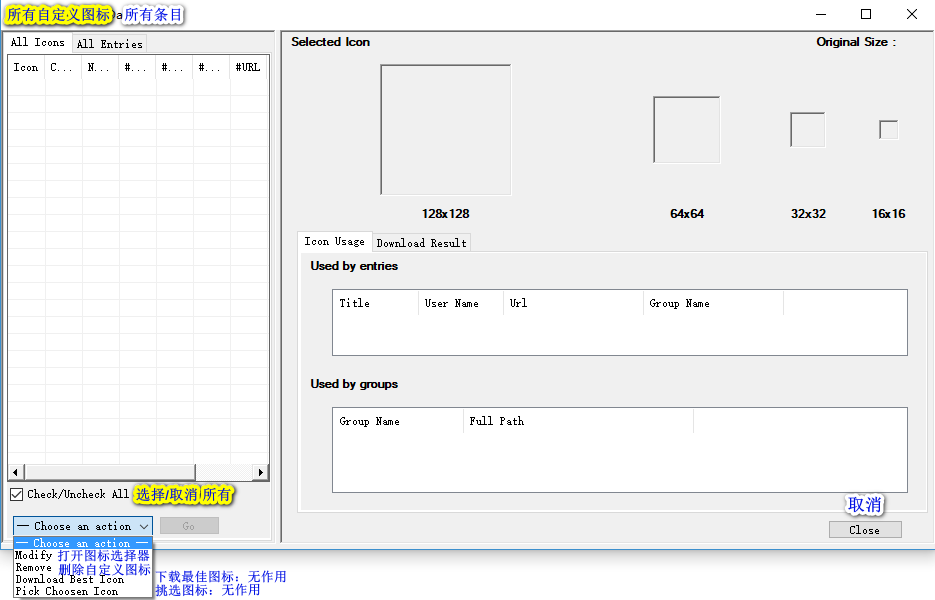 所有自定义图标 Da 所有条目
All Icons All Entries
Icon C... N... #... #... #... #URL
Selected Icon
Original Size :
128x128 64x64 32x32 16x16
Icon Usage Download Result
Used by entries
Title User Name Url Group Name
Used by groups
Group Name Full Path
Check/Uncheck All 选择/取消 所有
— Choose an action — Go
取消
Close
— Choose an action —
Modify 打开图标选择器
Remove 删除自定义图标
Download Best Icon 下载最佳图标：无作用
Pick Choosen Icon 挑选图标：无作用